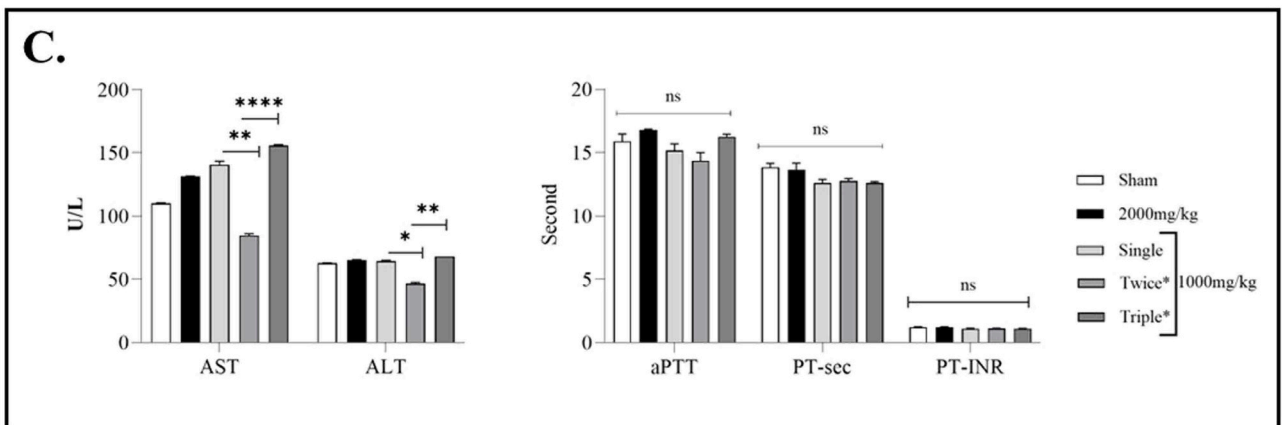 C.
200
150
100
50
0
U/L
****
**
**
*
AST
ALT
20
15
10
5
0
Second
ns
ns
ns
aPTT
PT-sec
PT-INR
Sham
2000mg/kg
Single
Twice*
Triple*
1000mg/kg